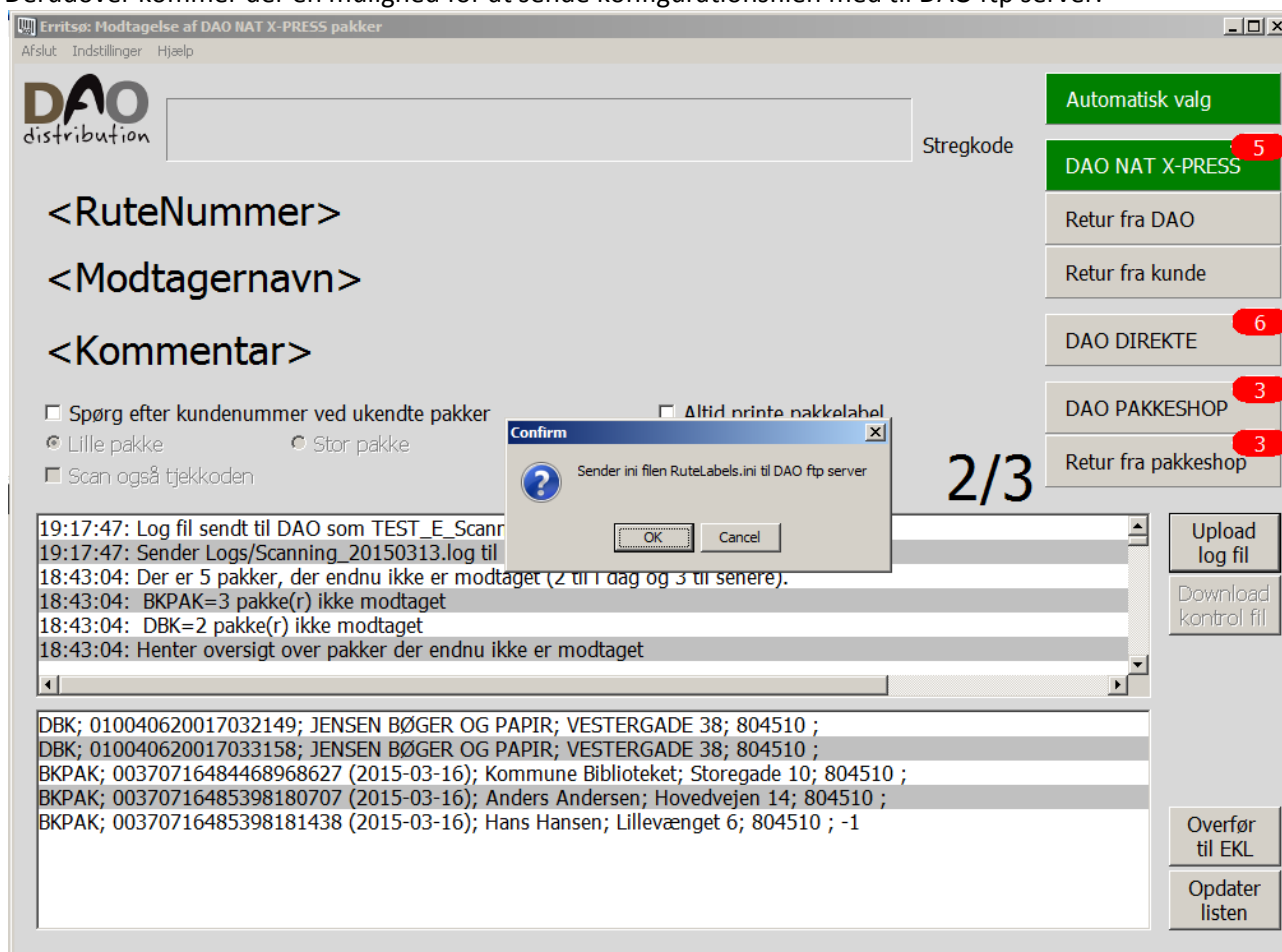 Derudover kommer der en mulighed for at sende konfigurationsfilen med til DAO ftp server:
Erritsø: Modtagelse af DAO NAT X-PRESS pakker
Afslut Indstillinger Hjælp
DAO
distribution
Stregkode
Automatisk valg
5
DAO NAT X-PRESS
Retur fra DAO
Retur fra kunde
6
DAO DIREKTE
3
DAO PAKKESHOP
3
Retur fra pakkeshop
<RuteNummer>
<Modtagernavn>
<Kommentar>
Spørg efter kundenummer ved ukendte pakker
Altid printe pakkelabel
Lille pakke
Stor pakke
Scan også tjekkoden
2/3
Confirm
Sender ini filen RuteLabels.ini til DAO ftp server
OK
Cancel
19:17:47: Log fil sendt til DAO som TEST_E_Scann
19:17:47: Sender Logs/Scanning_20150313.log til
18:43:04: Der er 5 pakker, der endnu ikke er modtaget (2 til i dag og 3 til senere).
18:43:04: BKPAK=3 pakke(r) ikke modtaget
18:43:04: DBK=2 pakke(r) ikke modtaget
18:43:04: Henter oversigt over pakker der endnu ikke er modtaget
Upload
log fil
Download
kontrol fil
DBK; 010040620017032149; JENSEN BØGER OG PAPIR; VESTERGADE 38; 804510 ;
DBK; 010040620017033158; JENSEN BØGER OG PAPIR; VESTERGADE 38; 804510 ;
BKPAK; 00370716484468968627 (2015-03-16); Kommune Biblioteket; Storegade 10; 804510 ;
BKPAK; 00370716485398180707 (2015-03-16); Anders Andersen; Hovedvejen 14; 804510 ;
BKPAK; 00370716485398181438 (2015-03-16); Hans Hansen; Lillevænget 6; 804510 ; -1
Overfør
til EKL
Opdater
listen